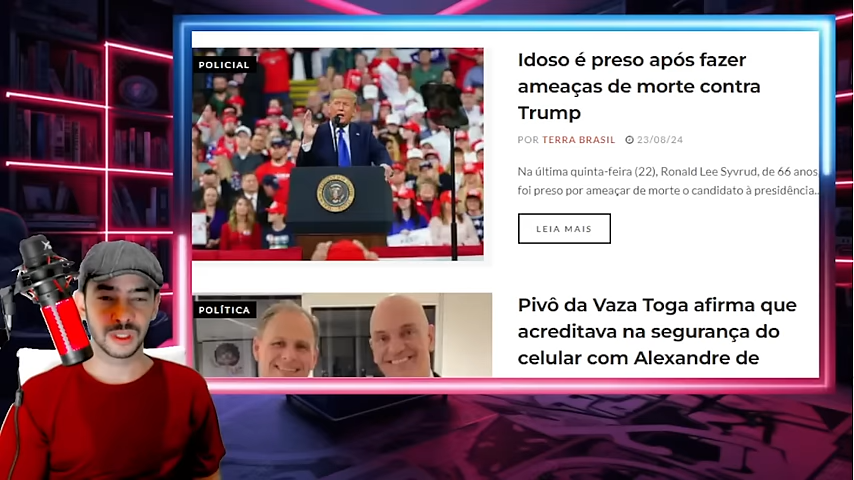 POLICIAL
Idoso é preso após fazer
ameaças de morte contra
Trump
POR TERRA BRASIL 23/08/24
Na última quinta-feira (22), Ronald Lee Syvrud, de 66 anos,
foi preso por ameaçar de morte o candidato à presidência...
LEIA MAIS
POLÍTICA
Pivô da Vaza Toga afirma que
acreditava na segurança do
celular com Alexandre de